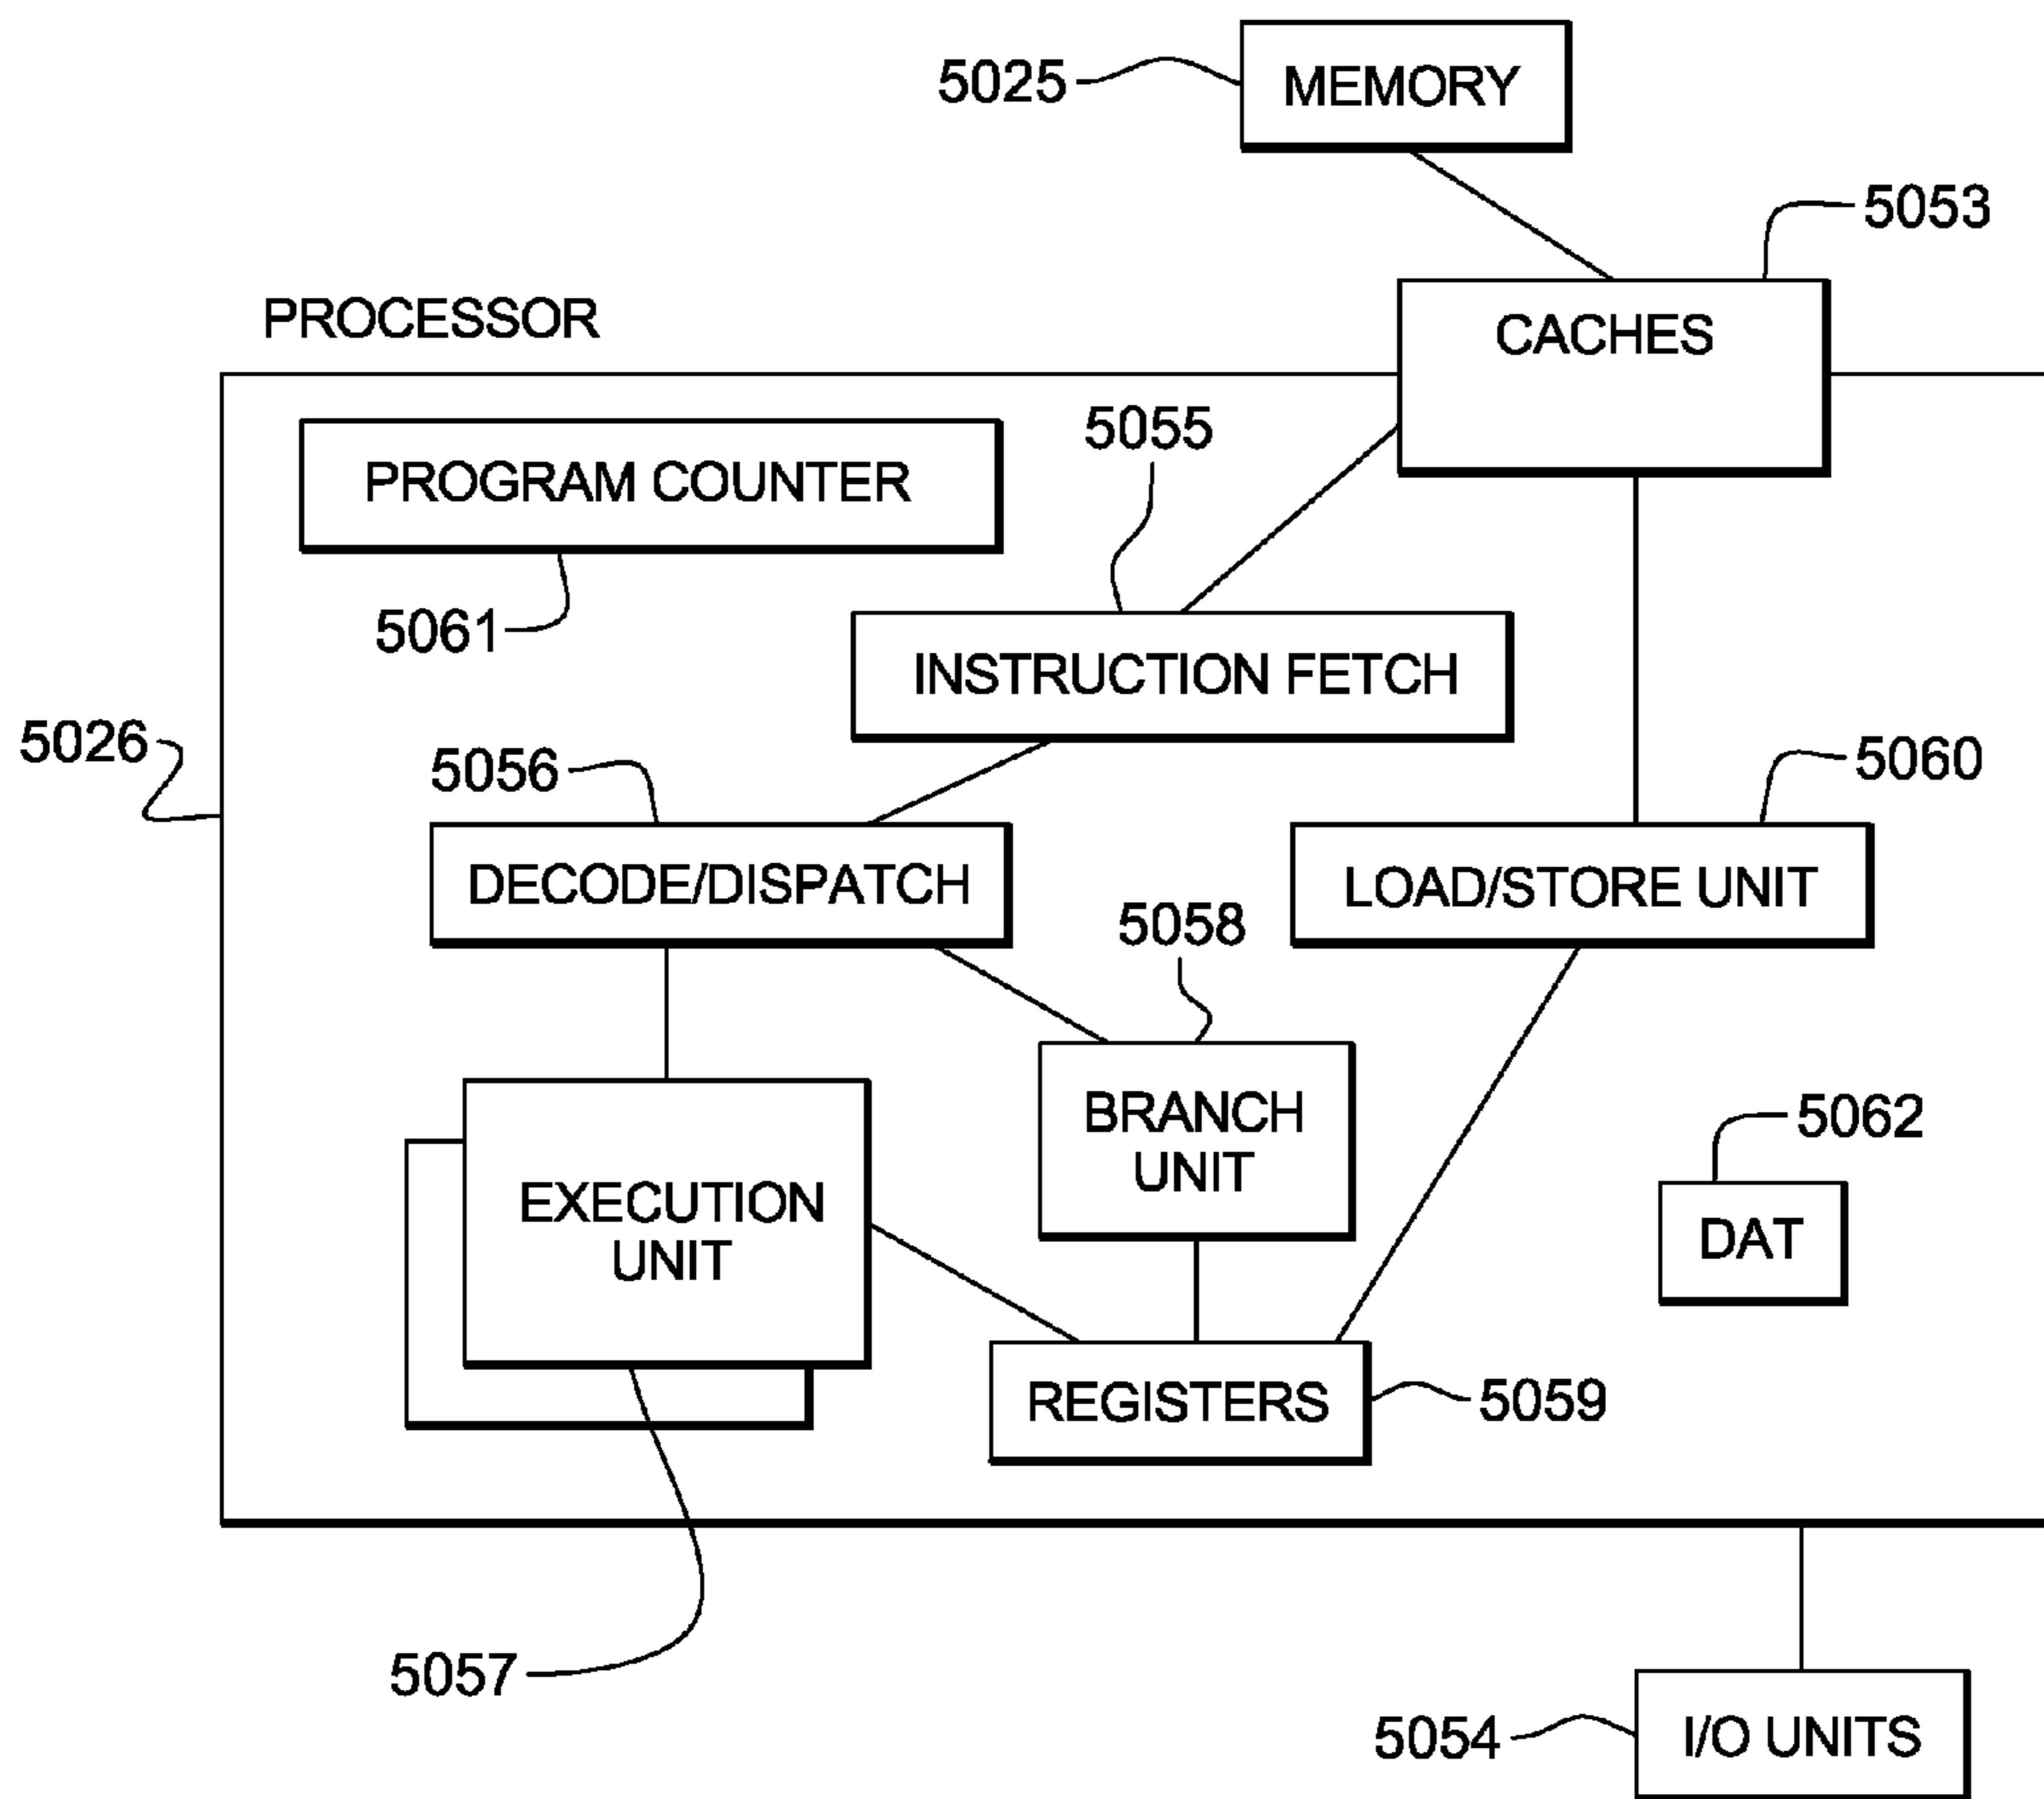 MEMORY
5025
5053
CACHES
PROCESSOR
5055
PROGRAM COUNTER
5061
INSTRUCTION FETCH
5026
5056
5060
DECODE/DISPATCH
LOAD/STORE UNIT
5058
BRANCH
UNIT
5062
EXECUTION
UNIT
DAT
REGISTERS
5059
5057
5054
I/O UNITS